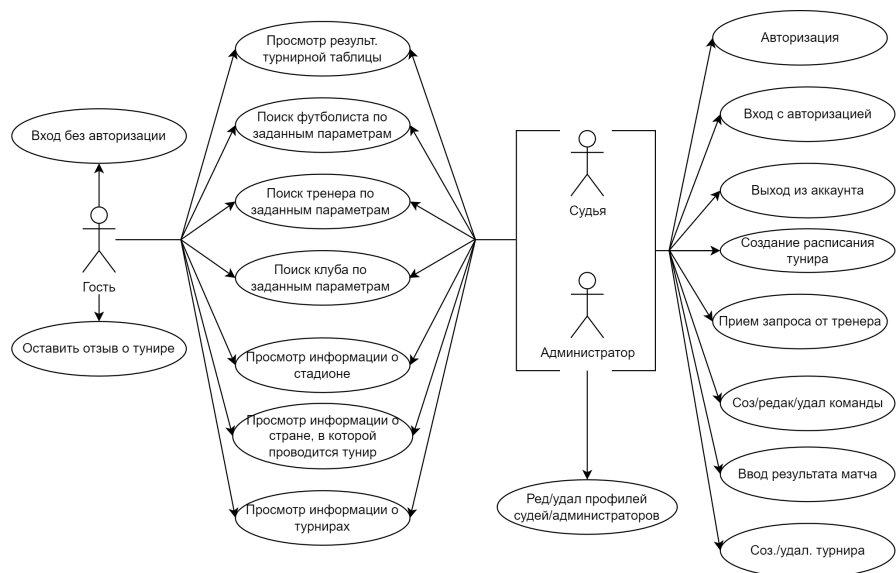 Вход без авторизации
Гость
Оставить отзыв о тунире
Просмотр результ.
турнирной таблицы
Поиск футболиста по
заданным параметрам
Поиск тренера по
заданным параметрам
Поиск клуба по
заданным параметрам
Просмотр информации о
стадионе
Просмотр информации о
стране, в которой
проводится тунир
Просмотр информации о
турнирах
Судья
Администратор
Ред/удал профилей
судей/администраторов
Авторизация
Вход с авторизацией
Выход из аккаунта
Создание расписания
тунира
Прием запроса от тренера
Соз/редак/удал команды
Ввод результата матча
Соз./удал. турнира